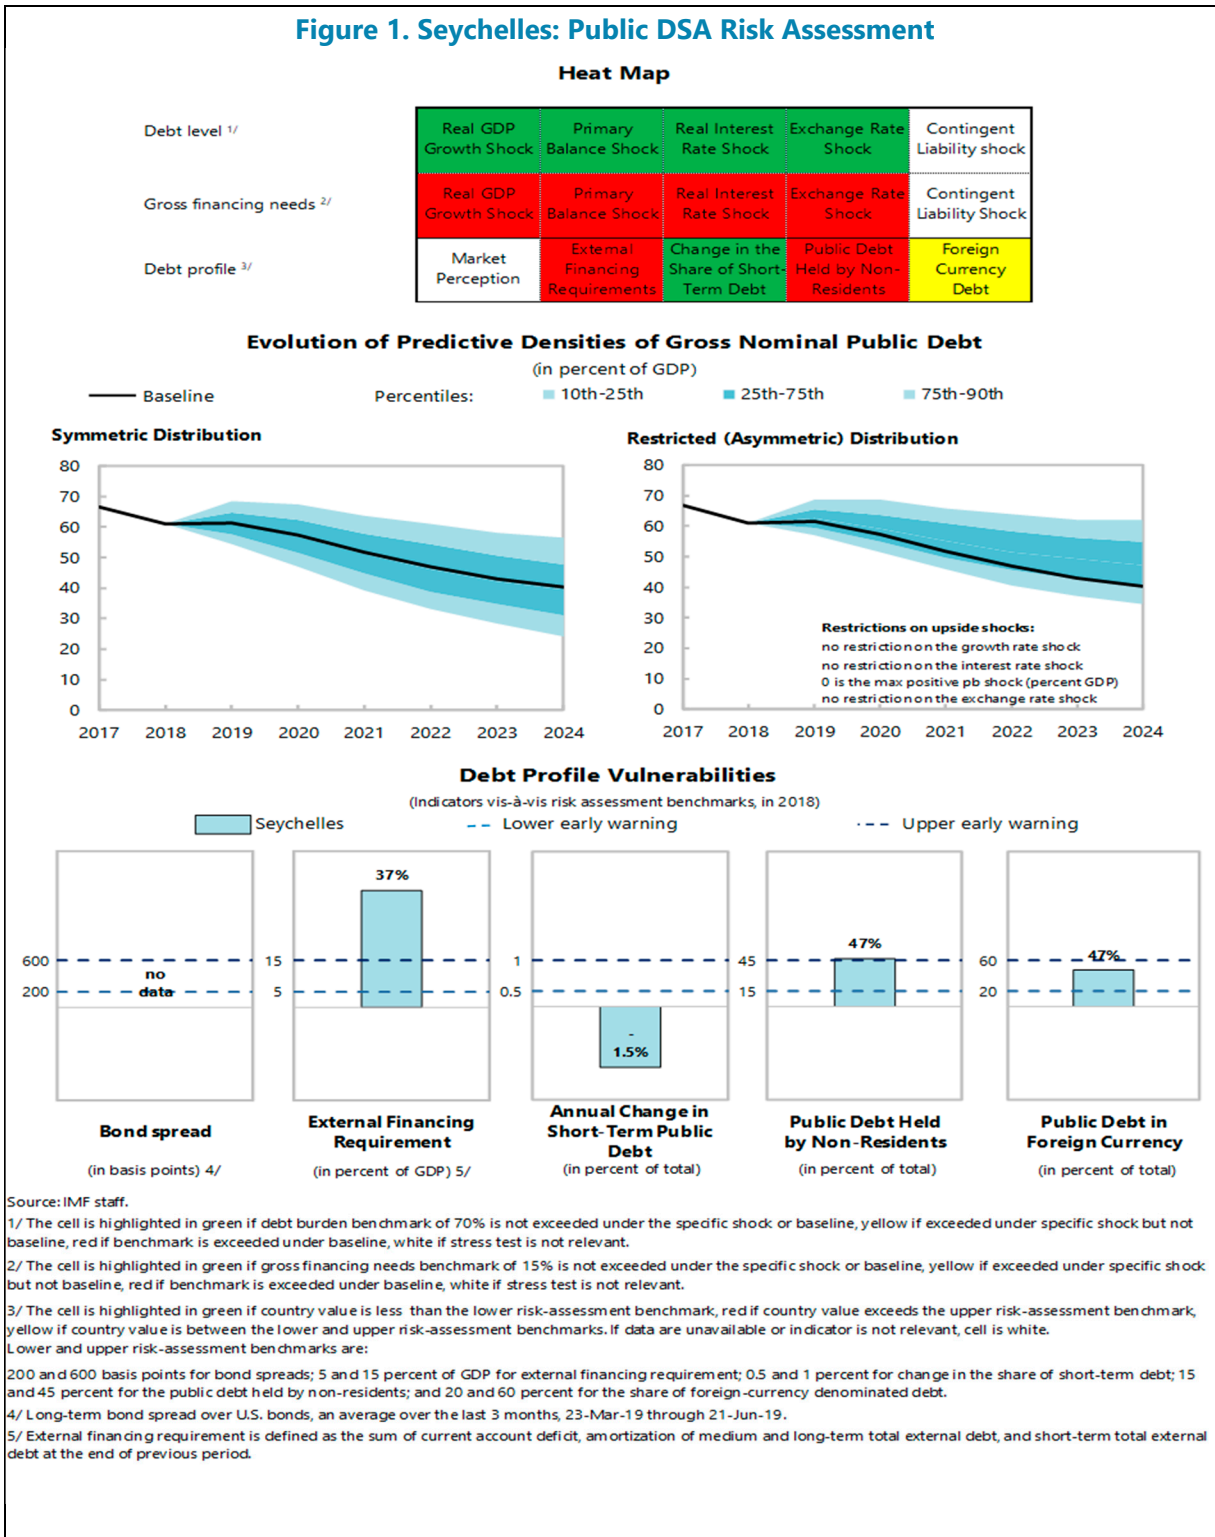 Figure 1. Seychelles: Public DSA Risk Assessment
Heat Map
Debt level 1/
Real GDP Growth Shock
Primary Balance Shock
Real Interest Rate Shock
Exchange Rate Shock
Contingent Liability shock
Gross financing needs 2/
Real GDP Growth Shock
Primary Balance Shock
Real Interest Rate Shock
Exchange Rate Shock
Contingent Liability Shock
Debt profile 3/
Market Perception
External Financing Requirements
Change in the Share of Short-Term Debt
Public Debt Held by Non-Residents
Foreign Currency Debt
Evolution of Predictive Densities of Gross Nominal Public Debt
(in percent of GDP)
Baseline
Percentiles:
10th-25th
25th-75th
75th-90th
Symmetric Distribution
80
70
60
50
40
30
20
10
0
2017 2018 2019 2020 2021 2022 2023 2024
Restricted (Asymmetric) Distribution
80
70
60
50
40
30
20
10
0
Restrictions on upside shocks:
no restriction on the growth rate shock
no restriction on the interest rate shock
0 is the max positive pb shock (percent GDP)
no restriction on the exchange rate shock
2017 2018 2019 2020 2021 2022 2023 2024
Debt Profile Vulnerabilities
(Indicators vis-à-vis risk assessment benchmarks, in 2018)
Seychelles
Lower early warning
Upper early warning
600
200
no
data
Bond spread
(in basis points) 4/
37%
15
5
External Financing
Requirement
(in percent of GDP) 5/
1
0.5
-
1.5%
Annual Change in
Short-Term Public
Debt
(in percent of total)
47%
45
15
Public Debt Held
by Non-Residents
(in percent of total)
47%
60
20
Public Debt in
Foreign Currency
(in percent of total)
Source: IMF staff.
1/ The cell is highlighted in green if debt burden benchmark of 70% is not exceeded under the specific shock or baseline, yellow if exceeded under specific shock but not
baseline, red if benchmark is exceeded under baseline, white if stress test is not relevant.
2/ The cell is highlighted in green if gross financing needs benchmark of 15% is not exceeded under the specific shock or baseline, yellow if exceeded under specific shock
but not baseline, red if benchmark is exceeded under baseline, white if stress test is not relevant.
3/ The cell is highlighted in green if country value is less than the lower risk-assessment benchmark, red if country value exceeds the upper risk-assessment benchmark,
yellow if country value is between the lower and upper risk-assessment benchmarks. If data are unavailable or indicator is not relevant, cell is white.
Lower and upper risk-assessment benchmarks are:
200 and 600 basis points for bond spreads; 5 and 15 percent of GDP for external financing requirement; 0.5 and 1 percent for change in the share of short-term debt; 15
and 45 percent for the public debt held by non-residents; and 20 and 60 percent for the share of foreign-currency denominated debt.
4/ Long-term bond spread over U.S. bonds, an average over the last 3 months, 23-Mar-19 through 21-Jun-19.
5/ External financing requirement is defined as the sum of current account deficit, amortization of medium and long-term total external debt, and short-term total external
debt at the end of previous period.